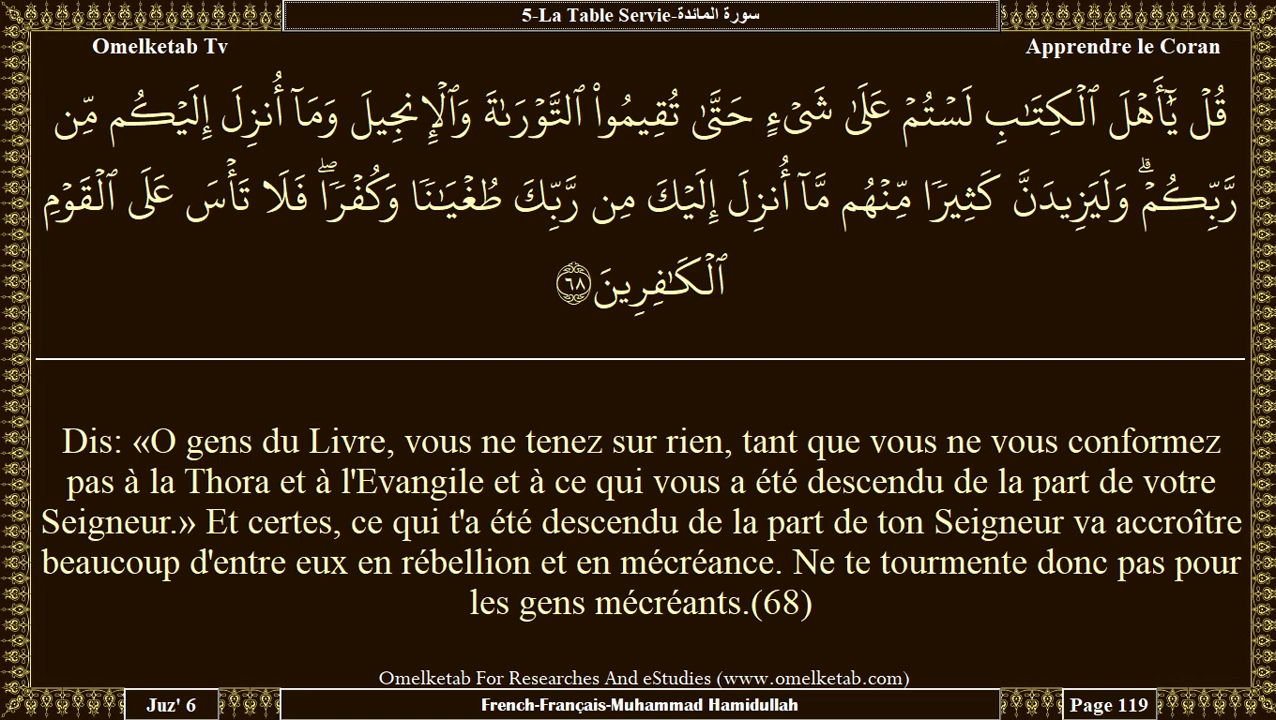 5-La Table Servie-سورة المائدة
Omelketab Tv
Apprendre le Coran
قُلۡ يَٰٓأَهۡلَ ٱلۡكِتَٰبِ لَسۡتُمۡ عَلَىٰ شَيۡءٍ حَتَّىٰ تُقِيمُواْ ٱلتَّوۡرَىٰةَ وَٱلۡإِنجِيلَ وَمَآ أُنزِلَ إِلَيۡكُم مِّن
رَّبِّكُمۡۗ وَلَيَزِيدَنَّ كَثِيرٗا مِّنۡهُم مَّآ أُنزِلَ إِلَيۡكَ مِن رَّبِّكَ طُغۡيَٰنٗا وَكُفۡرٗاۖ فَلَا تَأۡسَ عَلَى ٱلۡقَوۡمِ
ٱلۡكَٰفِرِينَ ٦٨
Dis: «O gens du Livre, vous ne tenez sur rien, tant que vous ne vous conformez
pas à la Thora et à l'Evangile et à ce qui vous a été descendu de la part de votre
Seigneur.» Et certes, ce qui t'a été descendu de la part de ton Seigneur va accroître
beaucoup d'entre eux en rébellion et en mécréance. Ne te tourmente donc pas pour
les gens mécréants.(68)
Omelketab For Researches And eStudies (www.omelketab.com)
Juz' 6
French-Français-Muhammad Hamidullah
Page 119